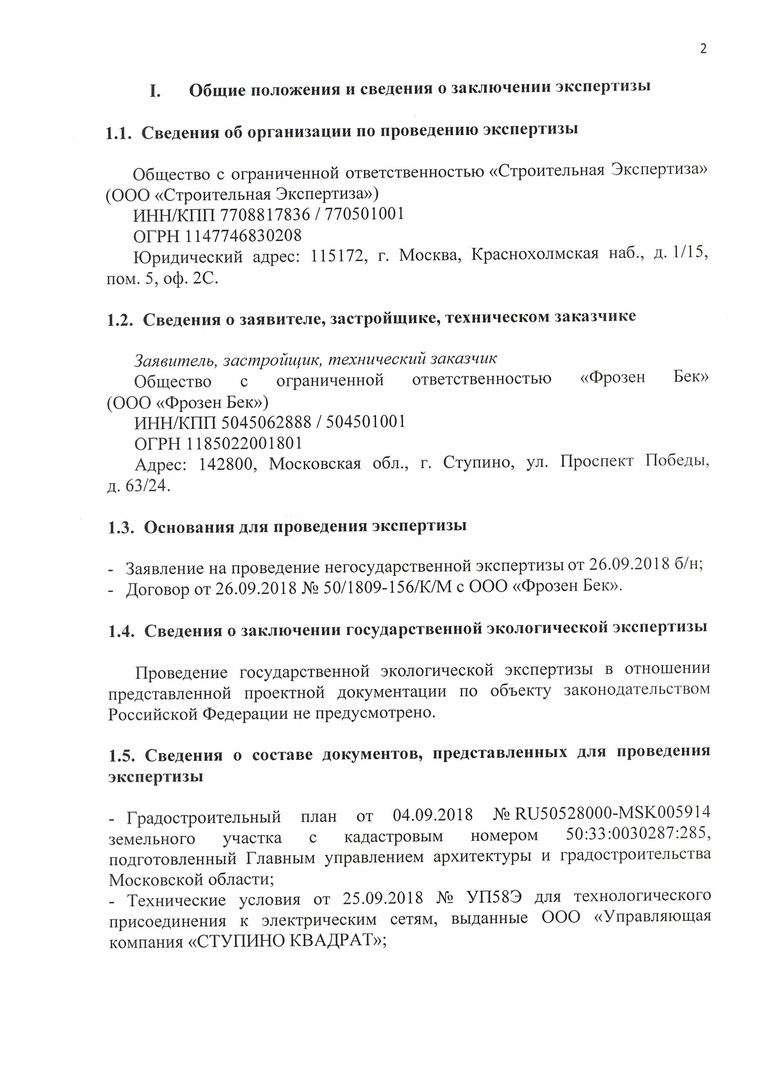 2
I. Общие положения и сведения о заключении экспертизы
1.1. Сведения об организации по проведению экспертизы
Общество с ограниченной ответственностью «Строительная Экспертиза»
(ООО «Строительная Экспертиза»)
ИНН/КПП 7708817836 / 770501001
ОГРН 1147746830208
Юридический адрес: 115172, г. Москва, Краснохолмская наб., д. 1/15,
пом. 5, оф. 2С.
1.2. Сведения о заявителе, застройщике, техническом заказчике
Заявитель, застройщик, технический заказчик
Общество с ограниченной ответственностью «Фрозен Бек»
(ООО «Фрозен Бек»)
ИНН/КПП 5045062888 / 504501001
ОГРН 1185022001801
Адрес: 142800, Московская обл., г. Ступино, ул. Проспект Победы,
д. 63/24.
1.3. Основания для проведения экспертизы
- Заявление на проведение негосударственной экспертизы от 26.09.2018 б/н;
- Договор от 26.09.2018 № 50/1809-156/К/М с ООО «Фрозен Бек».
1.4. Сведения о заключении государственной экологической экспертизы
Проведение государственной экологической экспертизы в отношении
представленной проектной документации по объекту законодательством
Российской Федерации не предусмотрено.
1.5. Сведения о составе документов, представленных для проведения
экспертизы
- Градостроительный план от 04.09.2018 № RU50528000-MSK005914
земельного участка с кадастровым номером 50:33:0030287:285,
подготовленный Главным управлением архитектуры и градостроительства
Московской области;
- Технические условия от 25.09.2018 № УП58Э для технологического
присоединения к электрическим сетям, выданные ООО «Управляющая
компания «СТУПИНО КВАДРАТ»;